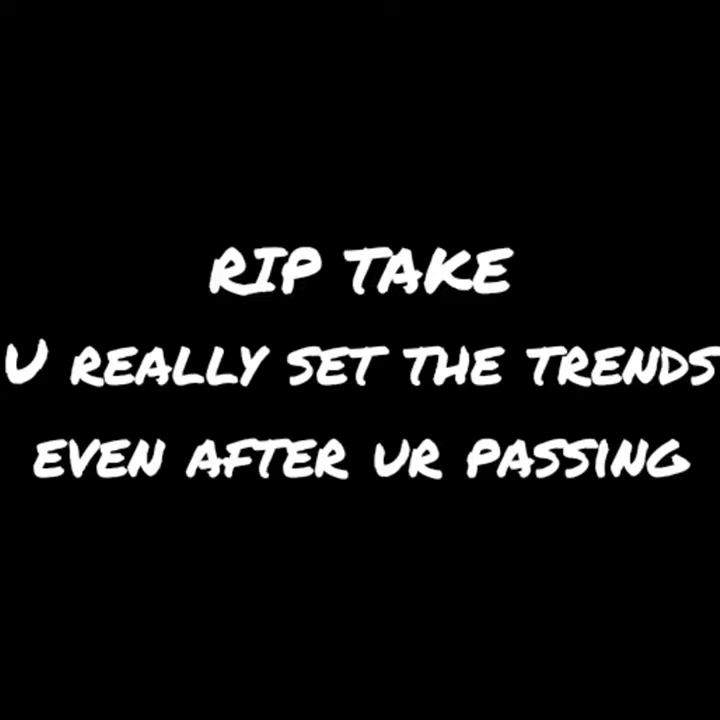 RIP TAKE
U REALLY SET THE TRENDS
EVEN AFTER UR PASSING